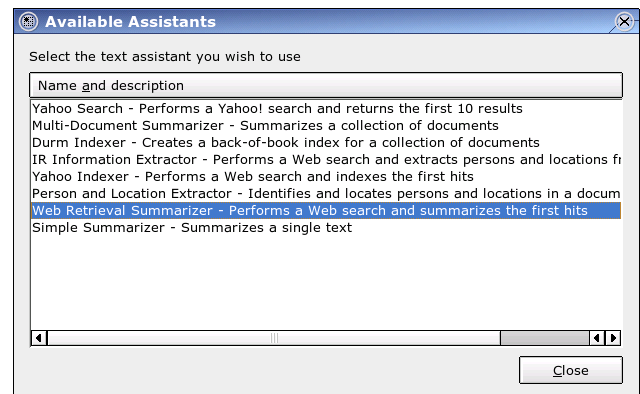 Available Assistants
Select the text assistant you wish to use
Name and description
Yahoo Search - Performs a Yahoo! search and returns the first 10 results
Multi-Document Summarizer - Summarizes a collection of documents
Durm Indexer - Creates a back-of-book index for a collection of documents
IR Information Extractor - Performs a Web search and extracts persons and locations fr
Yahoo Indexer - Performs a Web search and indexes the first hits
Person and Location Extractor - Identifies and locates persons and locations in a docum
Web Retrieval Summarizer - Performs a Web search and summarizes the first hits
Simple Summarizer - Summarizes a single text
Close